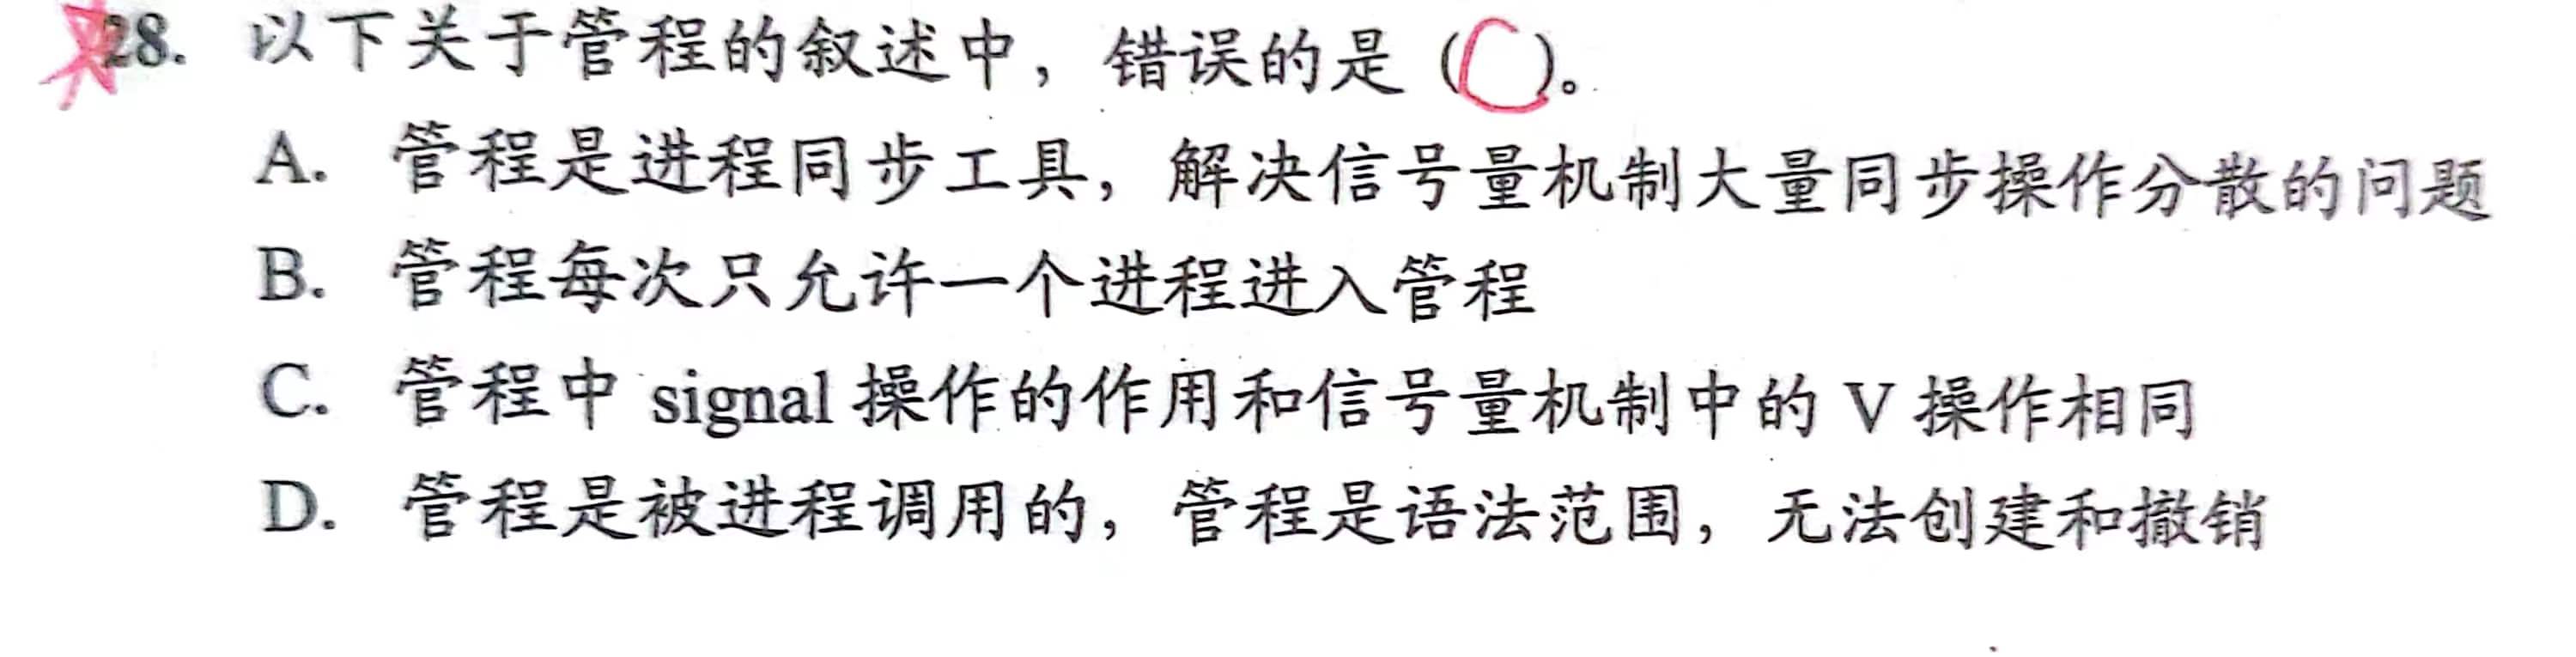 28. 以下关于管程的叙述中，错误的是（C）。
A. 管程是进程同步工具，解决信号量机制大量同步操作分散的问题
B. 管程每次只允许一个进程进入管程
C. 管程中 signal 操作的作用和信号量机制中的 V 操作相同
D. 管程是被进程调用的，管程是语法范围，无法创建和撤销